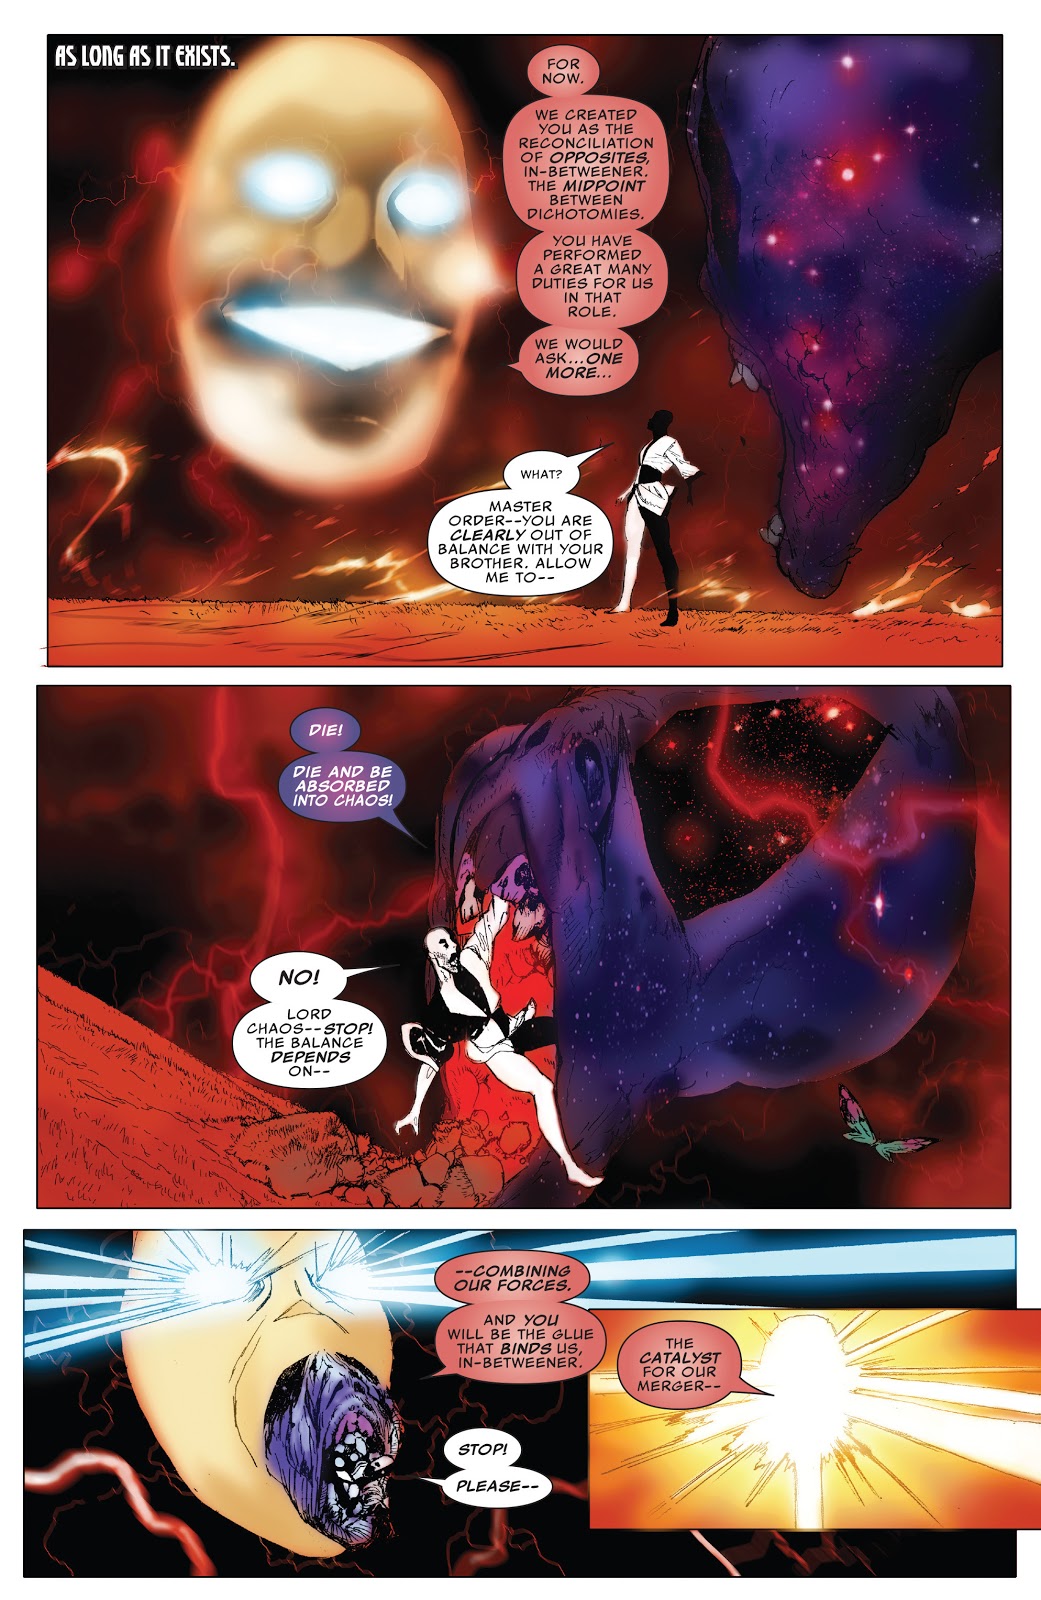 AS LONG AS IT EXISTS.
FOR
NOW.
WE CREATED
YOU AS THE
RECONCILIATION
OF OPPOSITES,
IN-BETWEENER.
THE MIDPOINT
BETWEEN
DICHOTOMIES.
YOU HAVE
PERFORMED
A GREAT MANY
DUTIES FOR US
IN THAT
ROLE.
WE WOULD
ASK...ONE
MORE...
WHAT?
MASTER
ORDER--YOU ARE
CLEARLY OUT OF
BALANCE WITH YOUR
BROTHER. ALLOW
ME TO--
DIE!
DIE AND BE
ABSORBED
INTO CHAOS!
NO!
LORD
CHAOS--STOP!
THE BALANCE
DEPENDS
ON--
--COMBINING
OUR FORCES.
AND YOU
WILL BE THE GLUE
THAT BINDS US,
IN-BETWEENER.
STOP!
PLEASE--
THE
CATALYST
FOR OUR
MERGER--